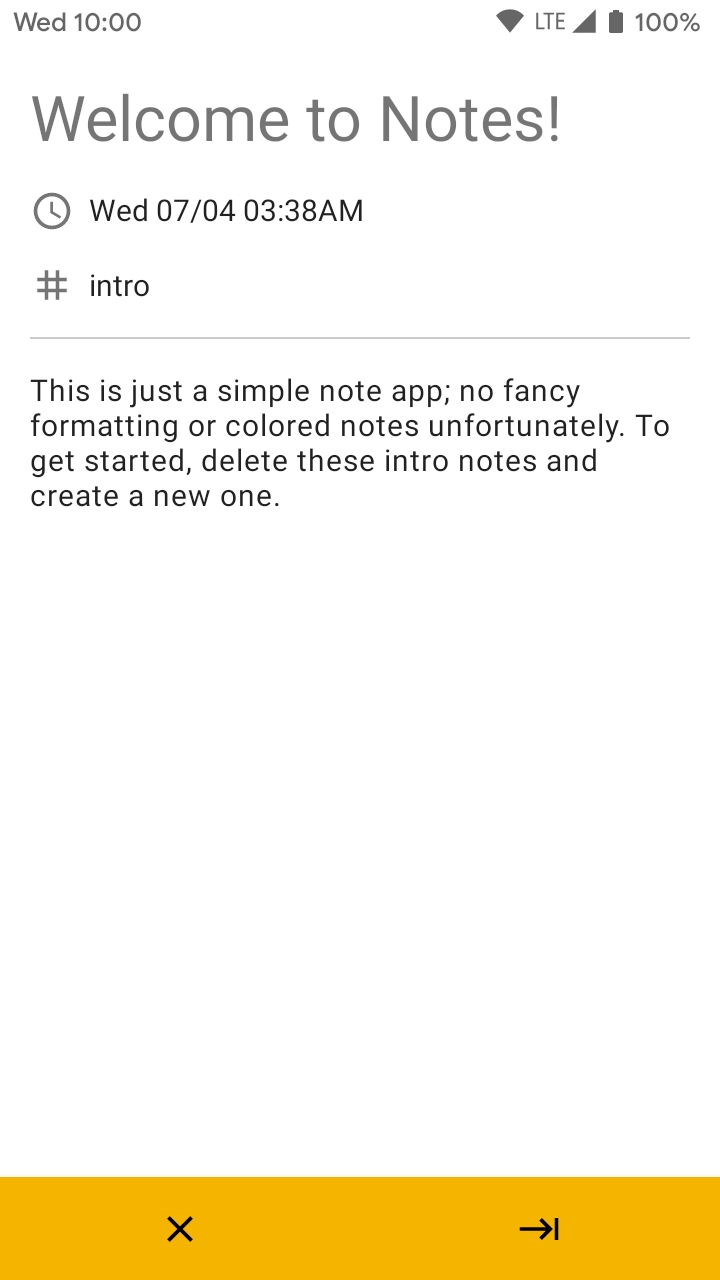 Wed 10:00 LTE 100%
Welcome to Notes!
Wed 07/04 03:38AM
# intro
This is just a simple note app; no fancy
formatting or colored notes unfortunately. To
get started, delete these intro notes and
create a new one.